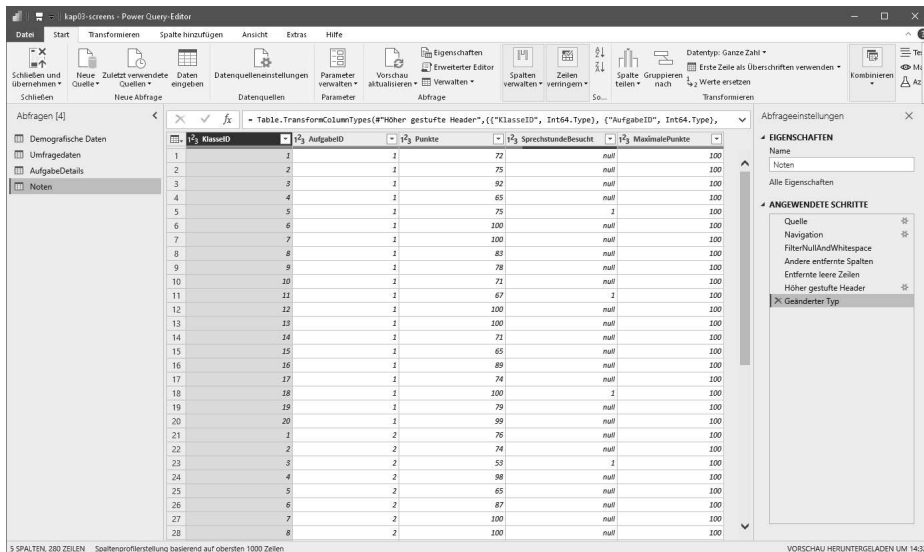 kap03-screens - Power Query-Editor
Datei Start Transformieren Spalte hinzufügen Ansicht Extras Hilfe
Schließen und übernehmen
Neue Quelle
Zuletzt verwendete Quellen
Daten eingeben
Datenquelleneinstellungen
Parameter verwalten
Vorschau aktualisieren
Eigenschaften
Erweiterter Editor
Verwalten
Spalten verwalten
Zeilen verringern
Spalte teilen
Gruppieren nach
Datentyp: Ganze Zahl
Erste Zeile als Überschriften verwenden
Werte ersetzen
Kombinieren
Schließen Neue Abfrage Datenquellen Parameter Abfrage So... Transformieren
Abfragen [4]
Demografische Daten
Umfragedaten
AufgabeDetails
Noten
= Table.TransformColumnTypes(#"Höher gestufte Header",{{"KlasseID", Int64.Type}, {"AufgabeID", Int64.Type},
KlasseID AufgabeID Punkte SprechstundeBesucht MaximalePunkte
1 1 1 72 null 100
2 2 1 75 null 100
3 3 1 92 null 100
4 4 1 65 null 100
5 5 1 75 1 100
6 6 1 100 null 100
7 7 1 100 null 100
8 8 1 83 null 100
9 9 1 78 null 100
10 10 1 71 null 100
11 11 1 67 1 100
12 12 1 100 null 100
13 13 1 100 null 100
14 14 1 71 null 100
15 15 1 65 null 100
16 16 1 89 null 100
17 17 1 74 null 100
18 18 1 100 1 100
19 19 1 79 null 100
20 20 1 99 null 100
21 1 2 76 null 100
22 2 2 74 null 100
23 3 2 53 1 100
24 4 2 98 null 100
25 5 2 65 null 100
26 6 2 87 null 100
27 7 2 100 null 100
28 8 2 100 null 100
Abfrageeinstellungen
EIGENSCHAFTEN
Name
Noten
Alle Eigenschaften
ANGEWENDETE SCHRITTE
Quelle
Navigation
FilterNullAndWhitespace
Andere entfernte Spalten
Entfernte leere Zeilen
Höher gestufte Header
Geänderter Typ
5 SPALTEN, 280 ZEILEN Spaltenprofilerstellung basierend auf obersten 1000 Zeilen
VORSCHAU HERUNTERGELADEN UM